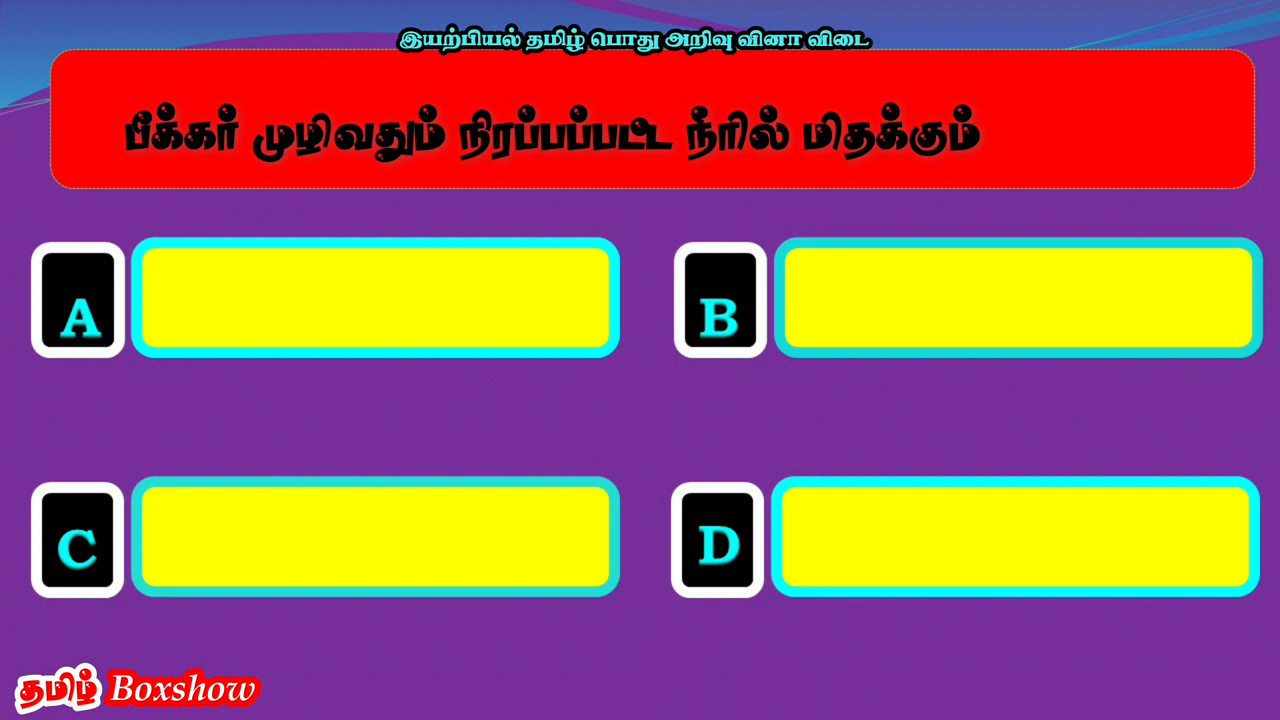 இயற்பியல் தமிழ் பொது அறிவு வினா விடை
பீக்கர் முழிவதும் நிரப்பப்பட்ட நீரில் மிதக்கும்
A
B
C
D
தமிழ் Boxshow